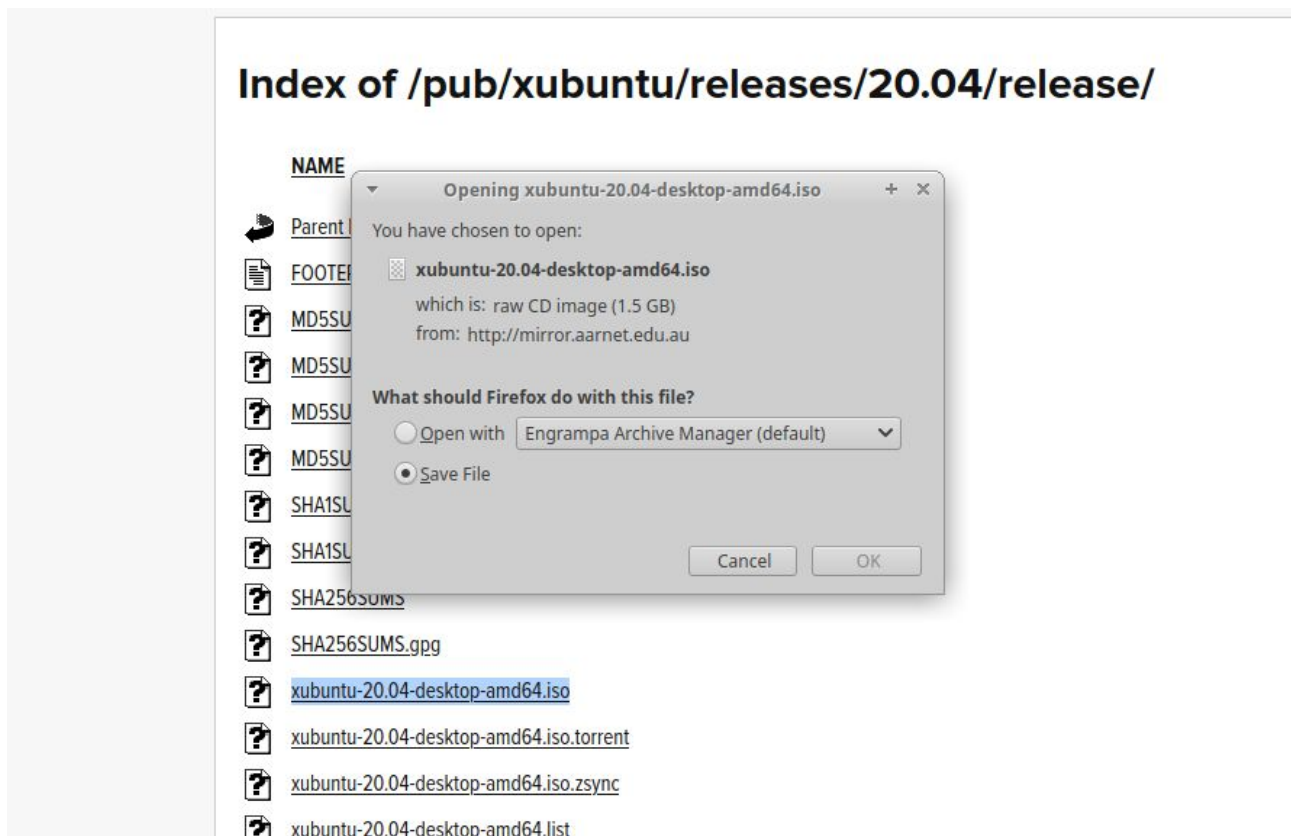 Index of /pub/xubuntu/releases/20.04/release/
NAME
Opening xubuntu-20.04-desktop-amd64.iso
You have chosen to open:
xubuntu-20.04-desktop-amd64.iso
which is: raw CD image (1.5 GB)
from: http://mirror.aarnet.edu.au
What should Firefox do with this file?
Open with Engrampa Archive Manager (default)
Save File
Cancel OK
Parent
FOOTER
MD5SU
MD5SU
MD5SU
MD5SU
SHA1SU
SHA1SU
SHA256SUMS
SHA256SUMS.gpg
xubuntu-20.04-desktop-amd64.iso
xubuntu-20.04-desktop-amd64.iso.torrent
xubuntu-20.04-desktop-amd64.iso.zsync
xubuntu-20.04-desktop-amd64.list